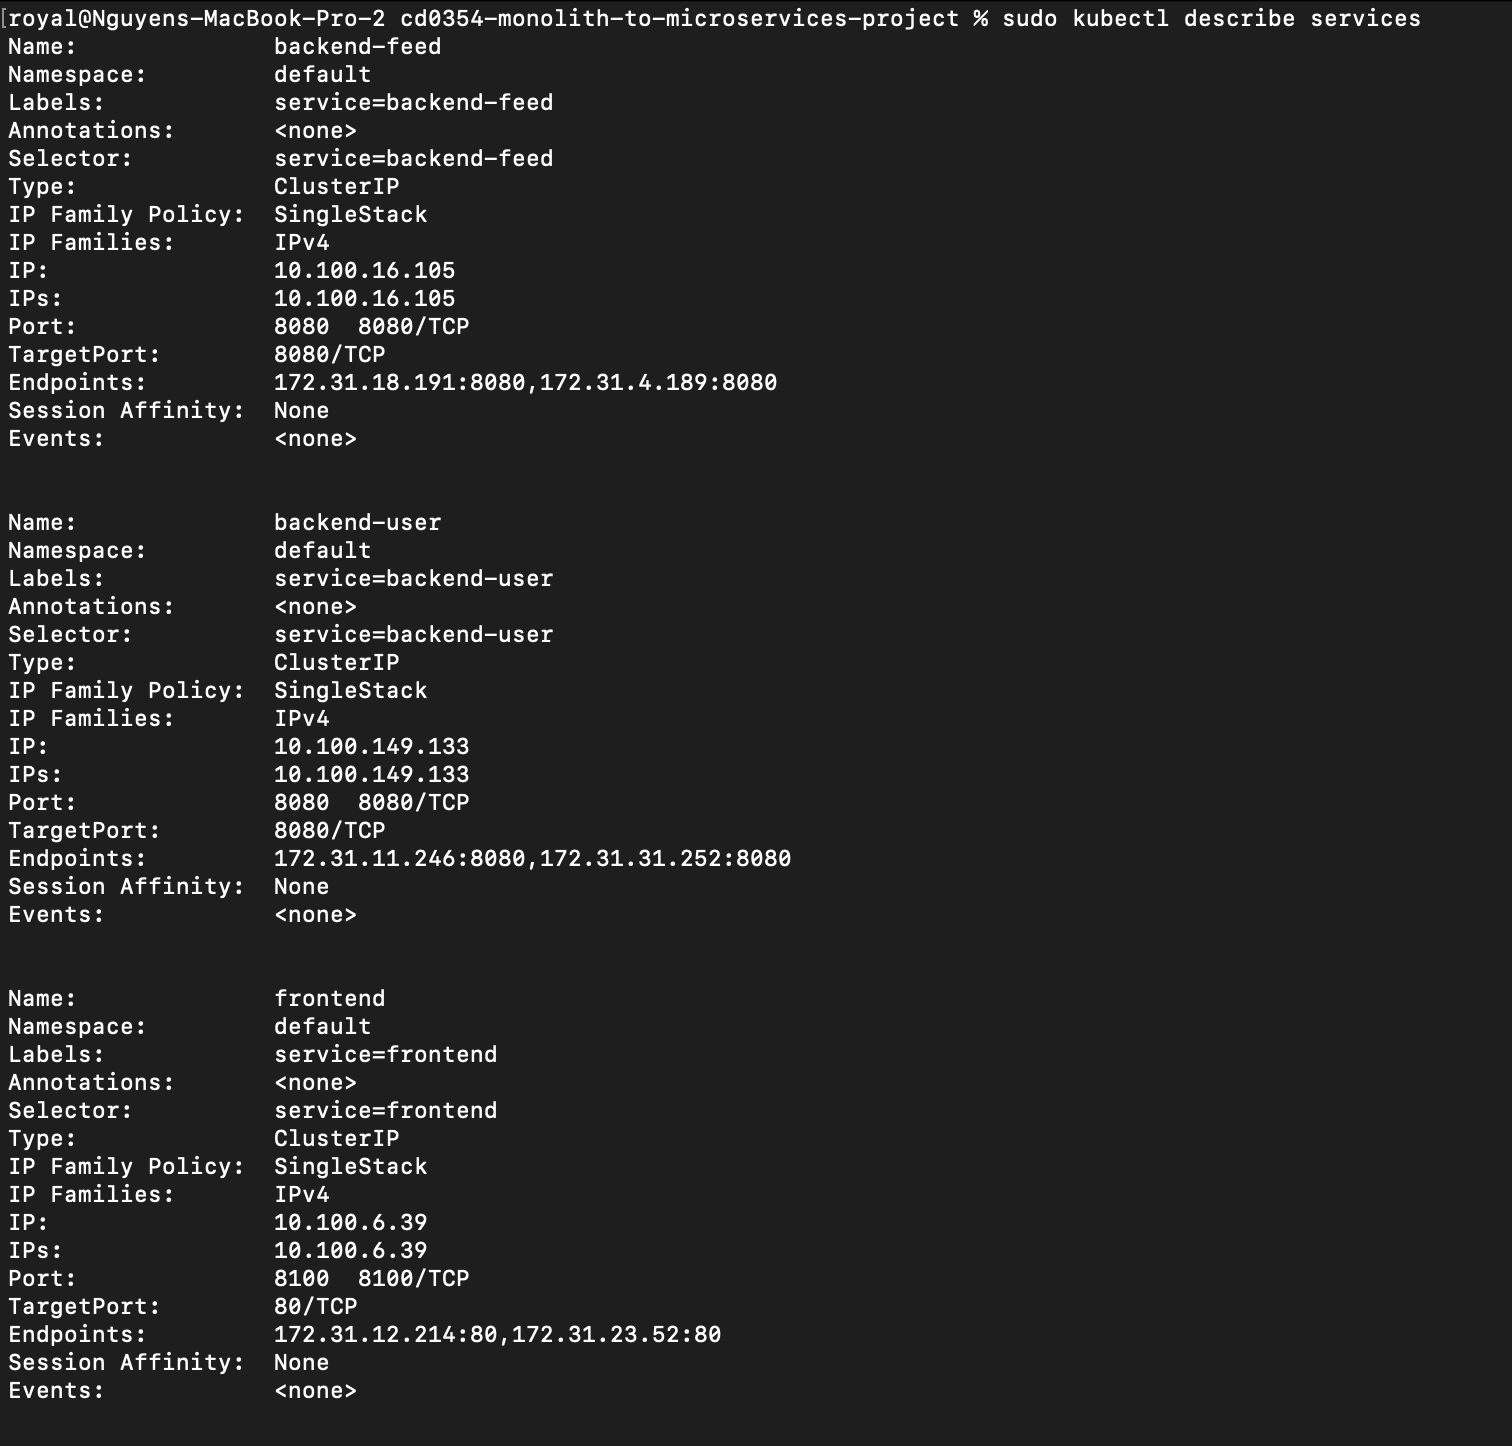 [royal@Nguyens-MacBook-Pro-2 cd0354-monolith-to-microservices-project % sudo kubectl describe services
Name:              backend-feed
Namespace:         default
Labels:            service=backend-feed
Annotations:       <none>
Selector:          service=backend-feed
Type:              ClusterIP
IP Family Policy:  SingleStack
IP Families:       IPv4
IP:                10.100.16.105
IPs:               10.100.16.105
Port:              8080  8080/TCP
TargetPort:        8080/TCP
Endpoints:         172.31.18.191:8080,172.31.4.189:8080
Session Affinity:  None
Events:            <none>

Name:              backend-user
Namespace:         default
Labels:            service=backend-user
Annotations:       <none>
Selector:          service=backend-user
Type:              ClusterIP
IP Family Policy:  SingleStack
IP Families:       IPv4
IP:                10.100.149.133
IPs:               10.100.149.133
Port:              8080  8080/TCP
TargetPort:        8080/TCP
Endpoints:         172.31.11.246:8080,172.31.31.252:8080
Session Affinity:  None
Events:            <none>

Name:              frontend
Namespace:         default
Labels:            service=frontend
Annotations:       <none>
Selector:          service=frontend
Type:              ClusterIP
IP Family Policy:  SingleStack
IP Families:       IPv4
IP:                10.100.6.39
IPs:               10.100.6.39
Port:              8100  8100/TCP
TargetPort:        80/TCP
Endpoints:         172.31.12.214:80,172.31.23.52:80
Session Affinity:  None
Events:            <none>